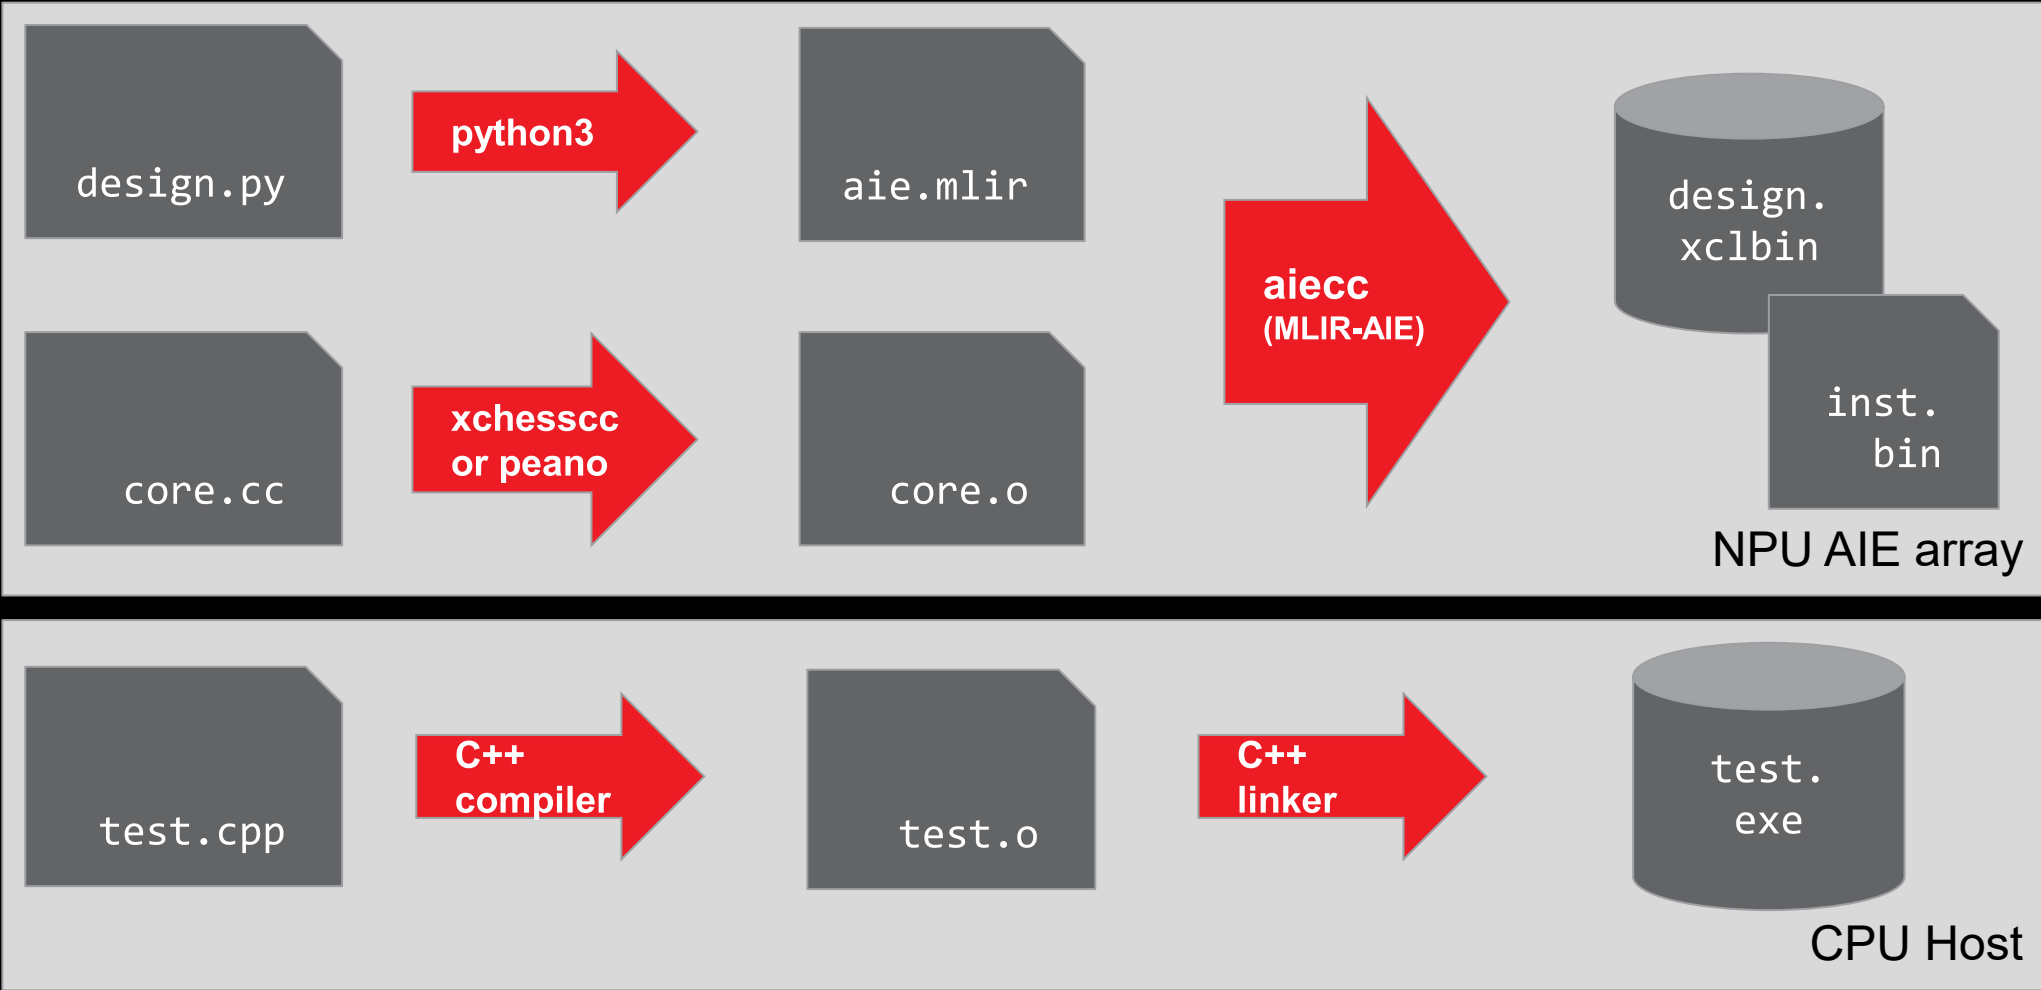 design.py
python3
aie.mlir
aiecc
(MLIR-AIE)
design.
xclbin
core.cc
xchesscc
or peano
core.o
inst.
bin
NPU AIE array
test.cpp
C++
compiler
test.o
C++
linker
test.
exe
CPU Host